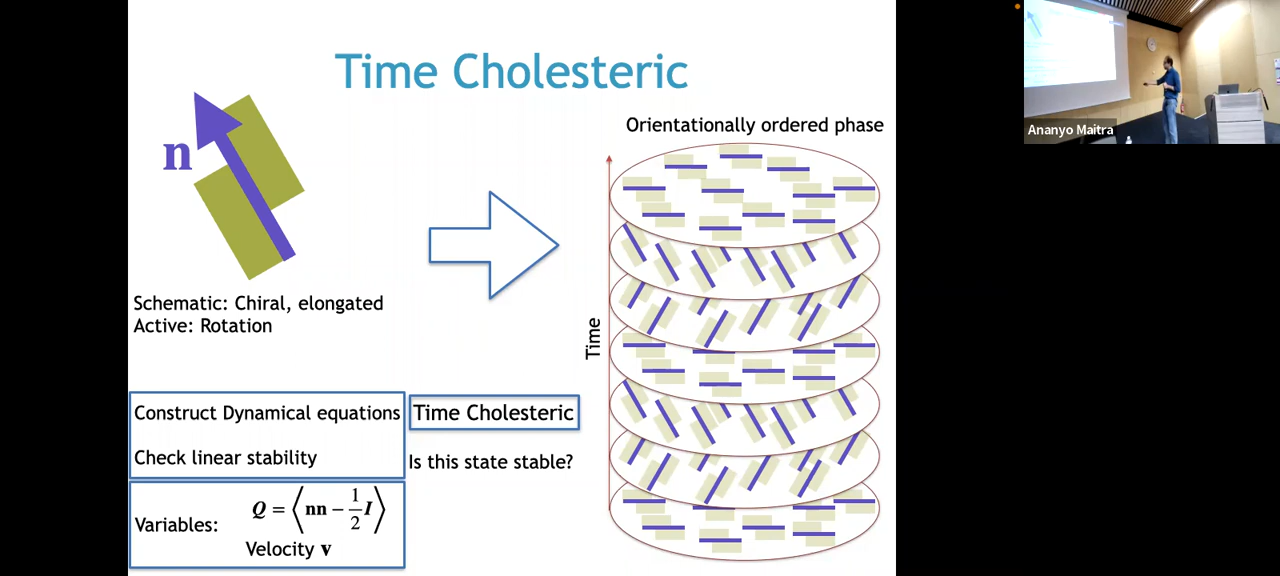 Time Cholesteric
n
Schematic: Chiral, elongated
Active: Rotation
Orientationally ordered phase
Time
Construct Dynamical equations
Check linear stability
Time Cholesteric
Is this state stable?
Variables: Q = ⟨nn − 1/2 I⟩
Velocity v
Ananyo Maitra